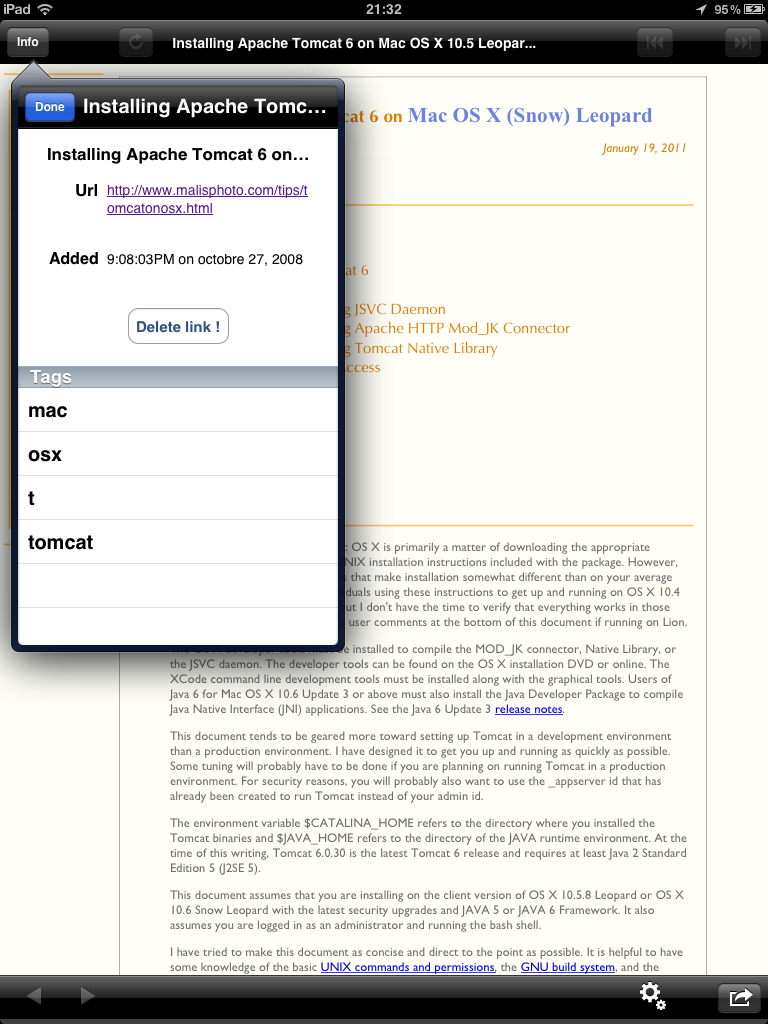 iPad
21:32
95%
Info
Installing Apache Tomcat 6 on Mac OS X 10.5 Leopar...
Done
Installing Apache Tomc...
Installing Apache Tomcat 6 on...
Url http://www.malisphoto.com/tips/t
omcatonosx.html
Added 9:08:03PM on octobre 27, 2008
Delete link !
Tags
mac
osx
t
tomcat
cat 6 on Mac OS X (Snow) Leopard
January 19, 2011
at 6
g JSVC Daemon
g Apache HTTP Mod_JK Connector
g Tomcat Native Library
Access
OS X is primarily a matter of downloading the appropriate
NIX installation instructions included with the package. However,
s that make installation somewhat different than on your average
duals using these instructions to get up and running on OS X 10.4
ut I don't have the time to verify that everything works in those
user comments at the bottom of this document if running on Lion.
be installed to compile the MOD_JK connector, Native Library, or
the JSVC daemon. The developer tools can be found on the OS X installation DVD or online. The
XCode command line development tools must be installed along with the graphical tools. Users of
Java 6 for Mac OS X 10.6 Update 3 or above must also install the Java Developer Package to compile
Java Native Interface (JNI) applications. See the Java 6 Update 3 release notes.
This document tends to be geared more toward setting up Tomcat in a development environment
than a production environment. I have designed it to get you up and running as quickly as possible.
Some tuning will probably have to be done if you are planning on running Tomcat in a production
environment. For security reasons, you will probably also want to use the _appserver id that has
already been created to run Tomcat instead of your admin id.
The environment variable $CATALINA_HOME refers to the directory where you installed the
Tomcat binaries and $JAVA_HOME refers to the directory of the JAVA runtime environment. At the
time of this writing, Tomcat 6.0.30 is the latest Tomcat 6 release and requires at least Java 2 Standard
Edition 5 (J2SE 5).
This document assumes that you are installing on the client version of OS X 10.5.8 Leopard or OS X
10.6 Snow Leopard with the latest security upgrades and JAVA 5 or JAVA 6 Framework. It also
assumes you are logged in as an administrator and running the bash shell.
I have tried to make this document as concise and direct to the point as possible. It is helpful to have
some knowledge of the basic UNIX commands and permissions, the GNU build system, and the